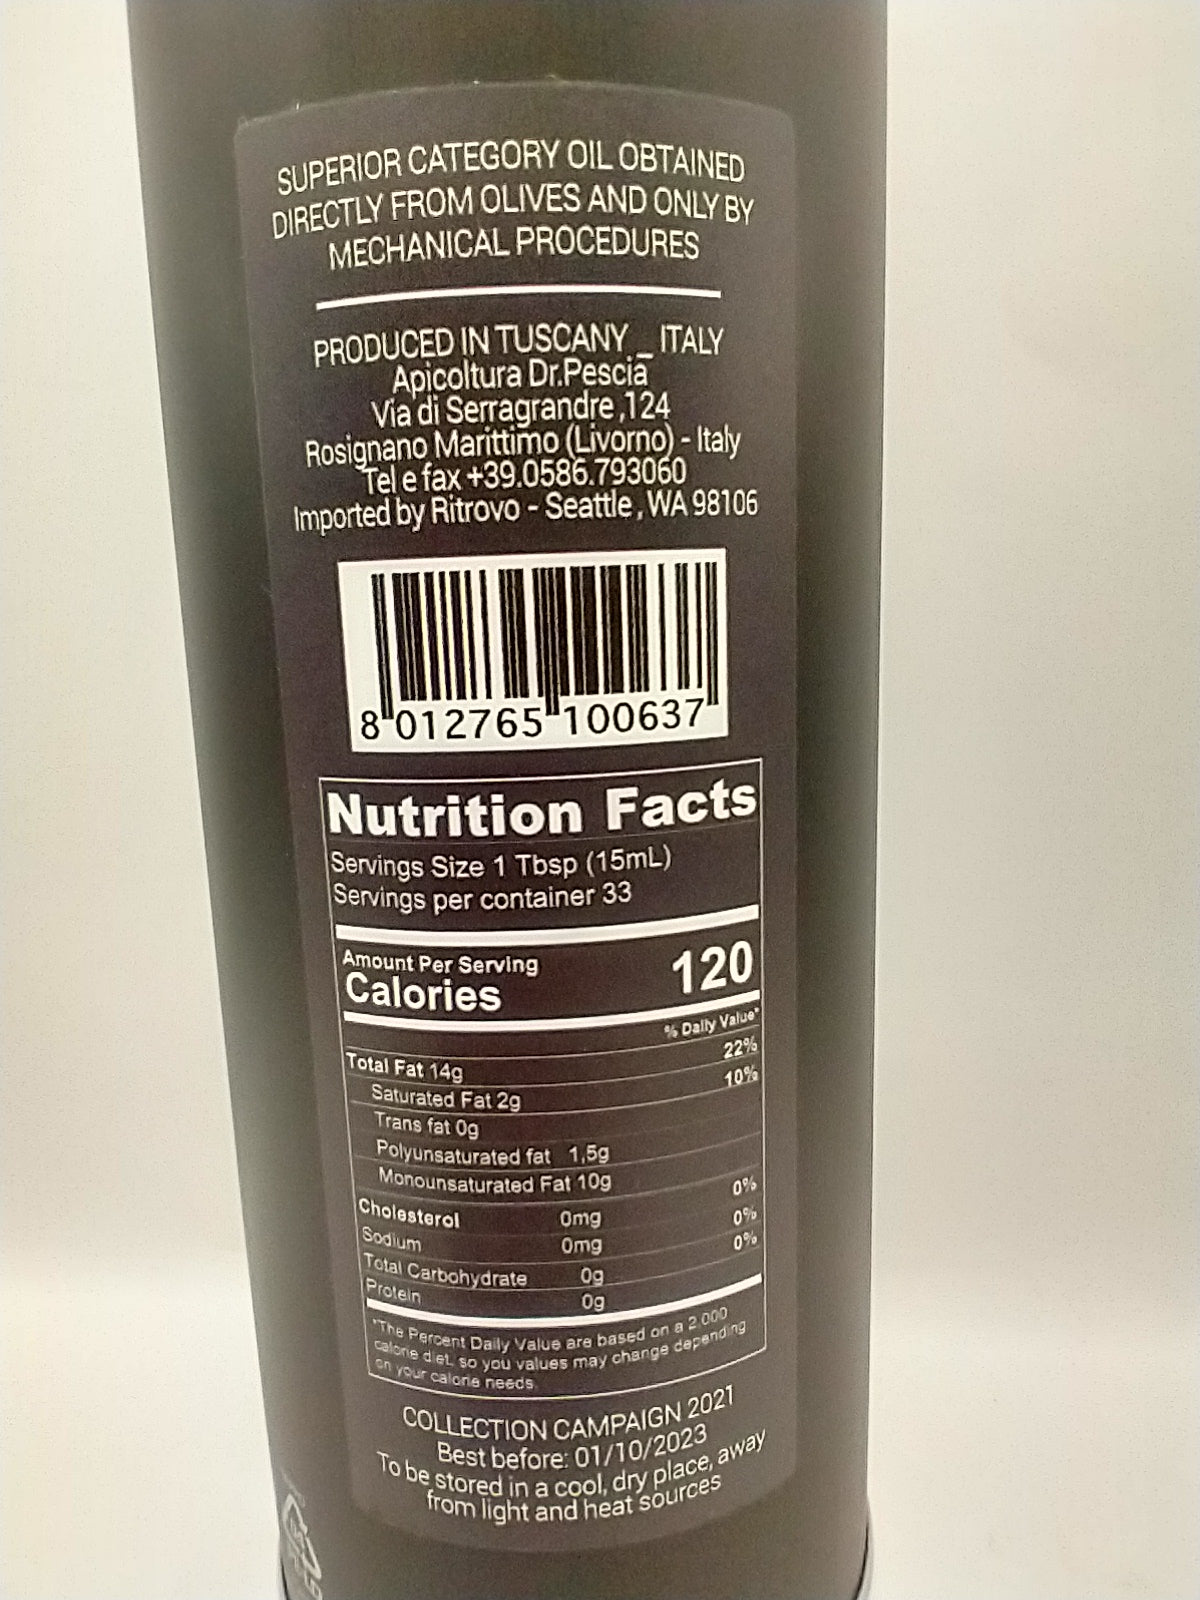 SUPERIOR CATEGORY OIL OBTAINED
DIRECTLY FROM OLIVES AND ONLY BY
MECHANICAL PROCEDURES
PRODUCED IN TUSCANY _ ITALY
Apicoltura Dr.Pescia
Via di Serragrandre ,124
Rosignano Marittimo (Livorno) - Italy
Tel e fax +39.0586.793060
Imported by Ritrovo - Seattle , WA 98106
8 012765 100637
Nutrition Facts
Servings Size 1 Tbsp (15mL)
Servings per container 33
Amount Per Serving
Calories 120
% Daily Value*
Total Fat 14g 22%
Saturated Fat 2g 10%
Trans fat 0g
Polyunsaturated fat 1,5g
Monounsaturated Fat 10g
Cholesterol 0mg 0%
Sodium 0mg 0%
Total Carbohydrate 0g 0%
Protein 0g
*The Percent Daily Value are based on a 2.000
calorie diet, so you values may change depending
on your calorie needs.
COLLECTION CAMPAIGN 2021
Best before: 01/10/2023
To be stored in a cool, dry place, away
from light and heat sources